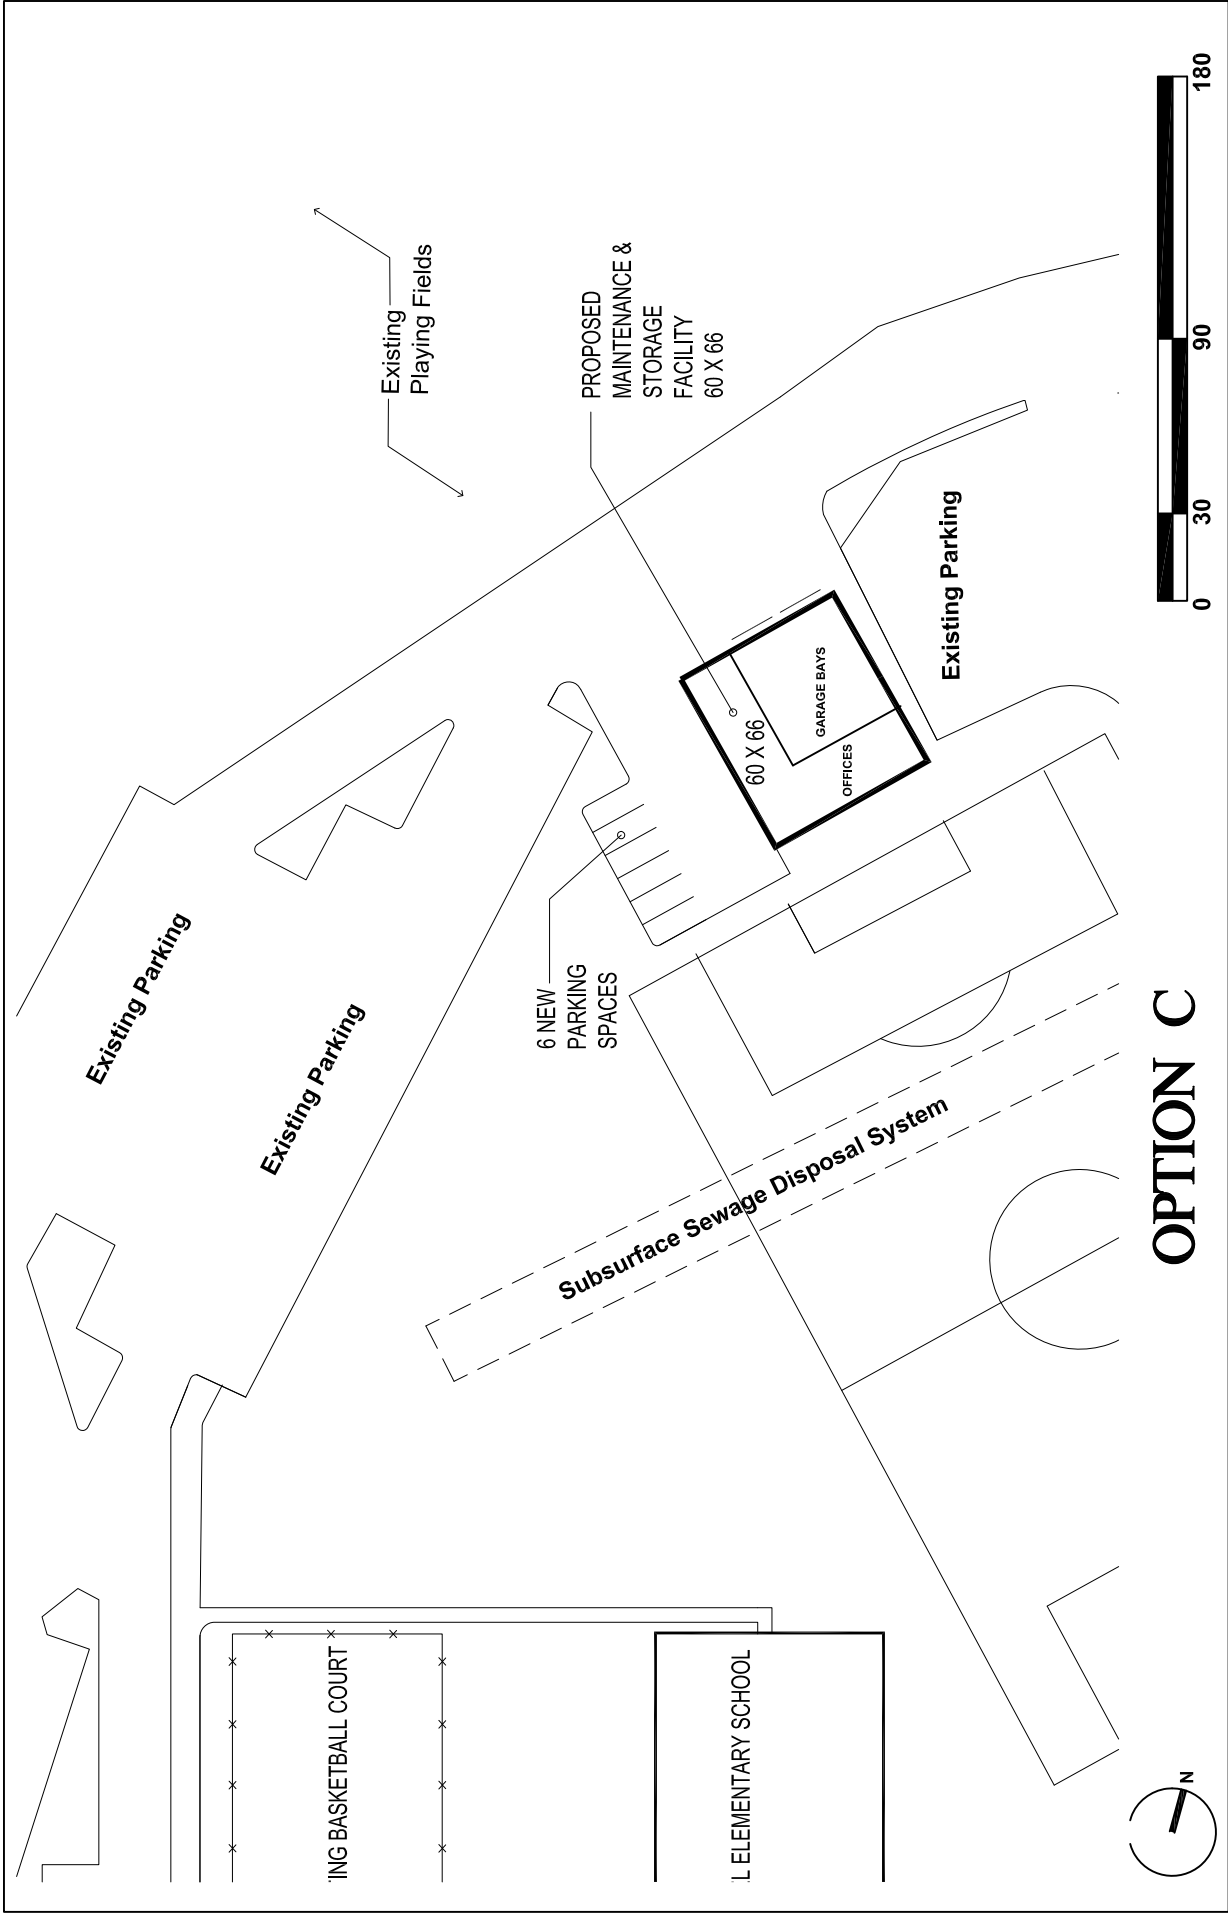 Existing Parking
Existing Parking
Existing
Playing Fields
6 NEW
PARKING
SPACES
PROPOSED
MAINTENANCE &
STORAGE
FACILITY
60 X 66
60 X 66
GARAGE BAYS
OFFICES
Existing Parking
Subsurface Sewage Disposal System
TING BASKETBALL COURT
L ELEMENTARY SCHOOL
N
OPTION C
0 30 90 180